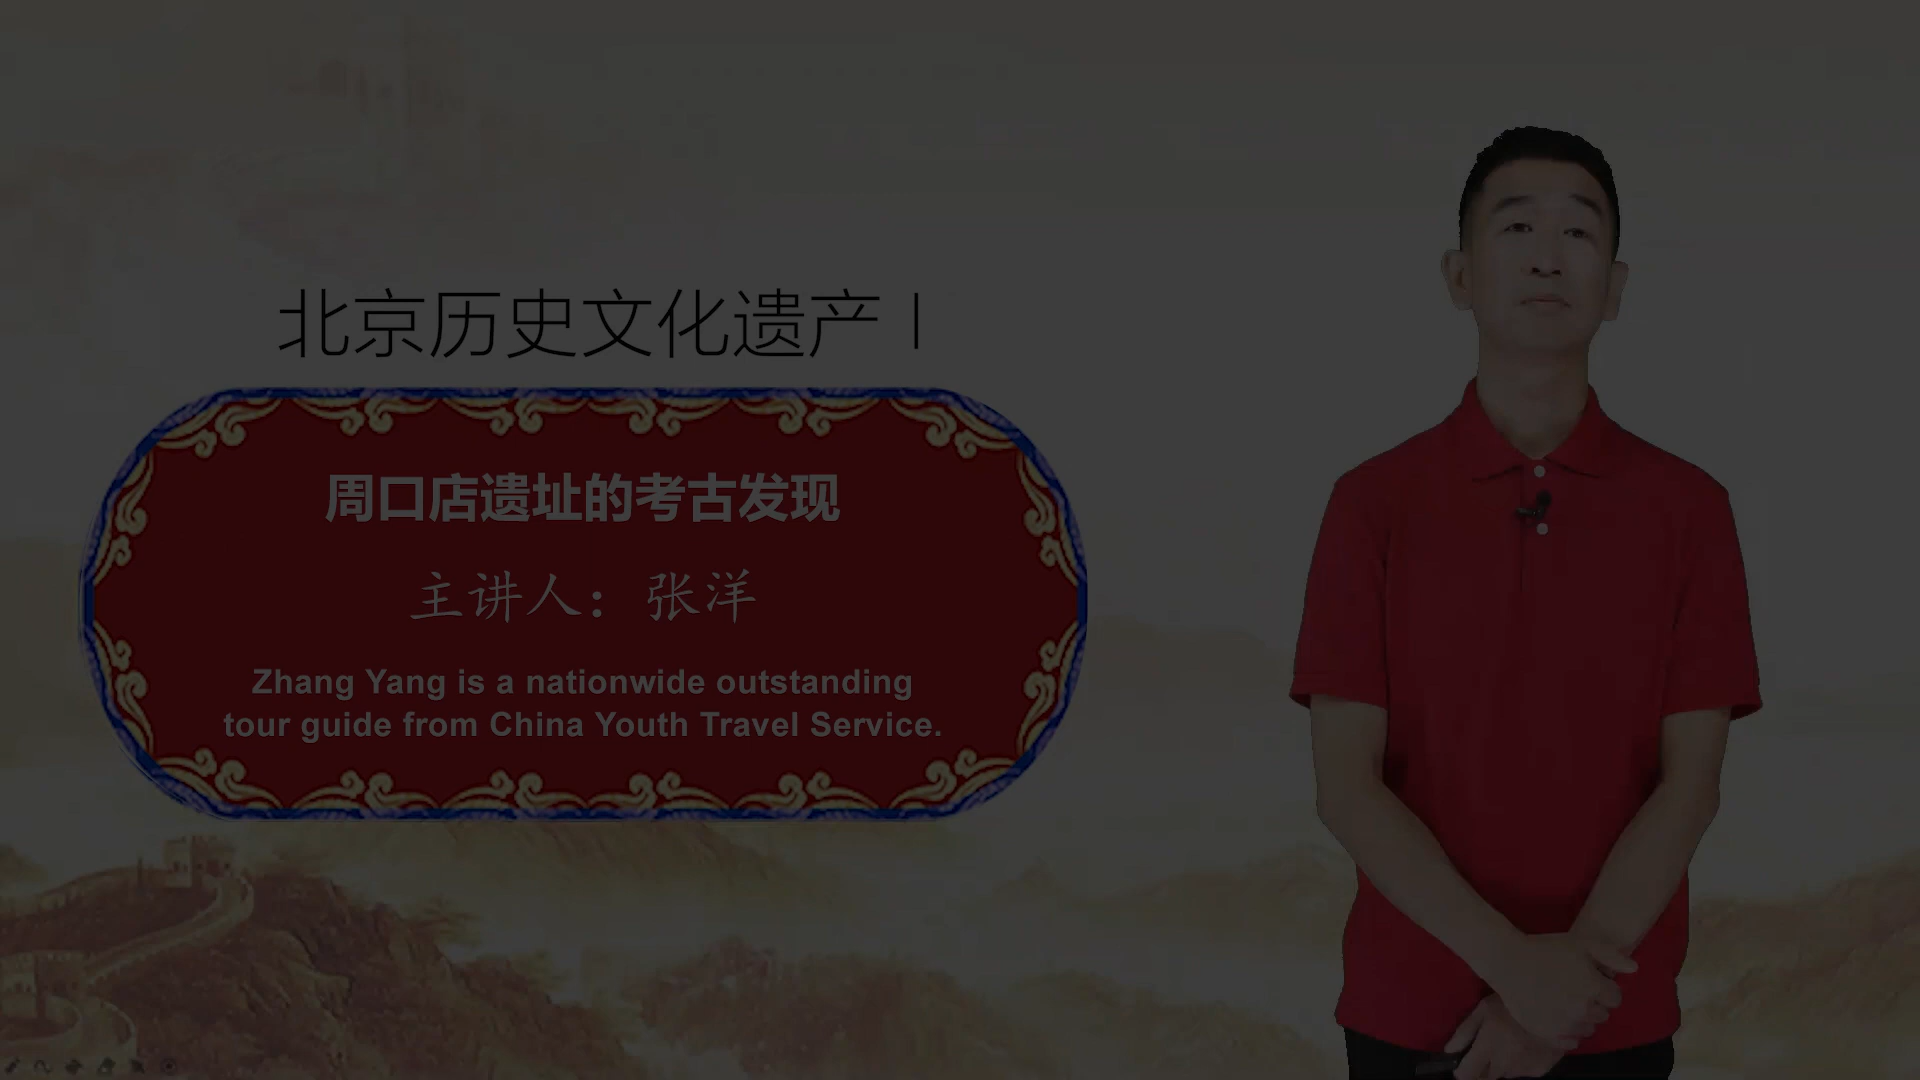 北京历史文化遗产 |
周口店遗址的考古发现
主讲人：张洋
Zhang Yang is a nationwide outstanding
tour guide from China Youth Travel Service.